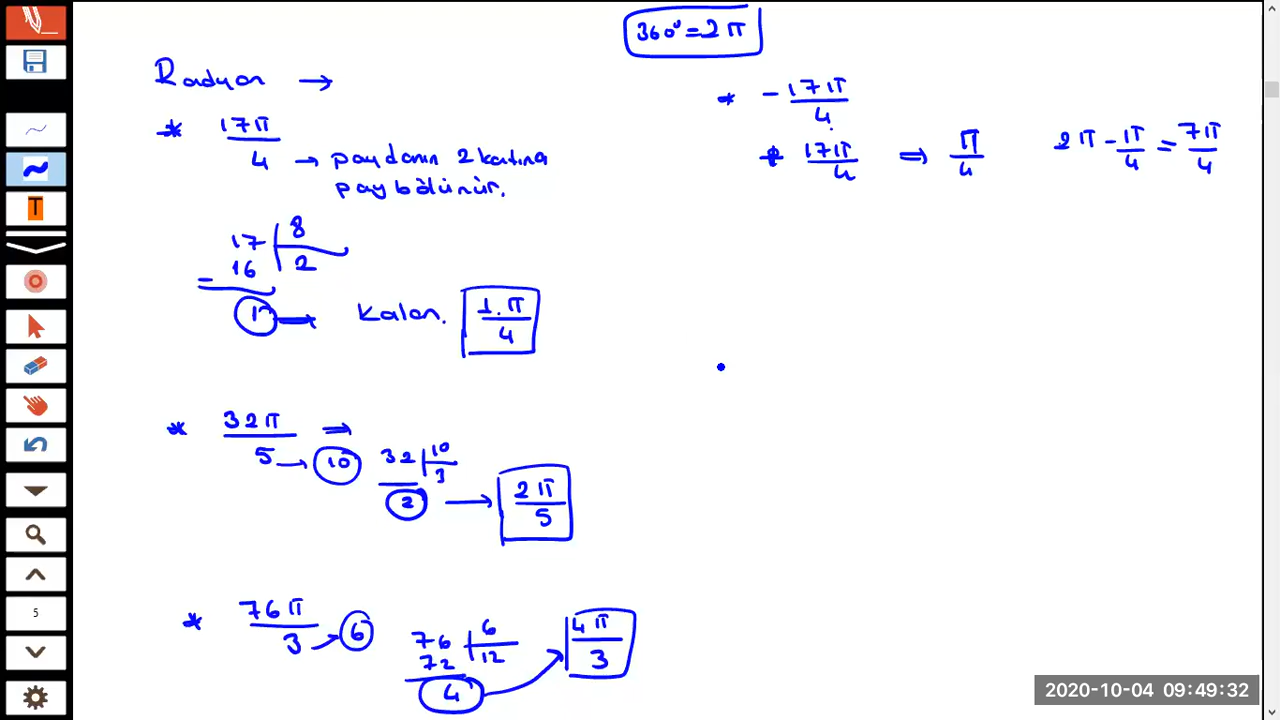 360° = 2π
Radyan →
* 17π/4 → paydanın 2 katına
pay bölünür.
17 | 8
16 | 2
1 → Kalan. 1.π/4
* 32π/5 ⇒
5 → 10 32 | 10
3
2 → 2π/5
* 76π/3 → 6
76 | 6
72 | 12
4 → 4π/3
* -17π/4
* 17π/4 ⇒ π/4 2π - 1π/4 = 7π/4
T
5
2020-10-04 09:49:32